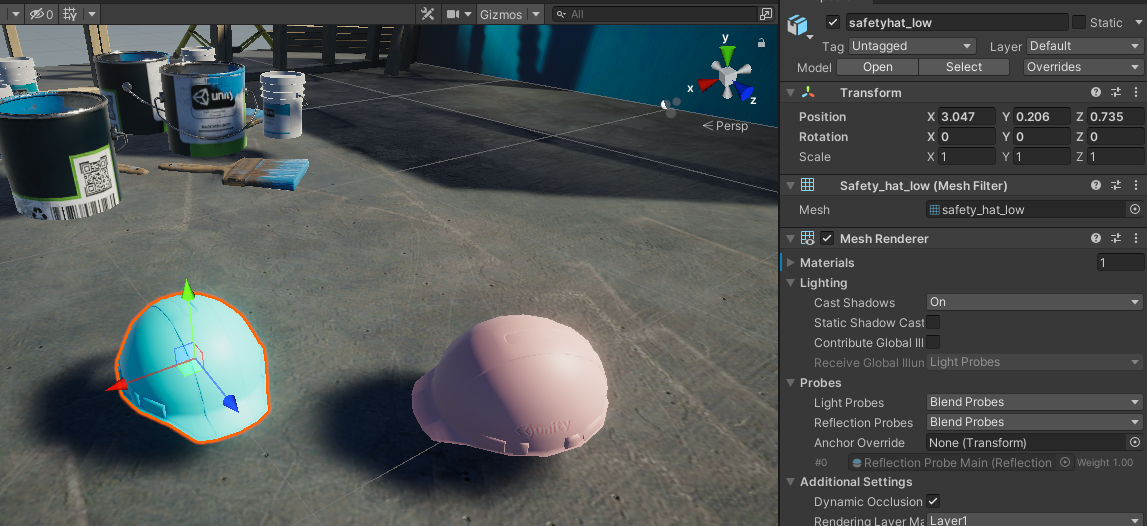 0
Gizmos
All
safetyhat_low
Static
Tag
Untagged
Layer
Default
Model
Open
Select
Overrides
Transform
Position
X 3.047 Y 0.206 Z 0.735
Rotation
X 0 Y 0 Z 0
Scale
X 1 Y 1 Z 1
Safety_hat_low (Mesh Filter)
Mesh
safety_hat_low
Mesh Renderer
Materials
1
Lighting
Cast Shadows
On
Static Shadow Cast
Contribute Global Ill
Receive Global Illun
Light Probes
Probes
Light Probes
Blend Probes
Reflection Probes
Blend Probes
Anchor Override
None (Transform)
#0
Reflection Probe Main (Reflection
Weight 1.00
Additional Settings
Dynamic Occlusion
Rendering Layer Ma
Layer1
y
x
z
Persp
unity
unity